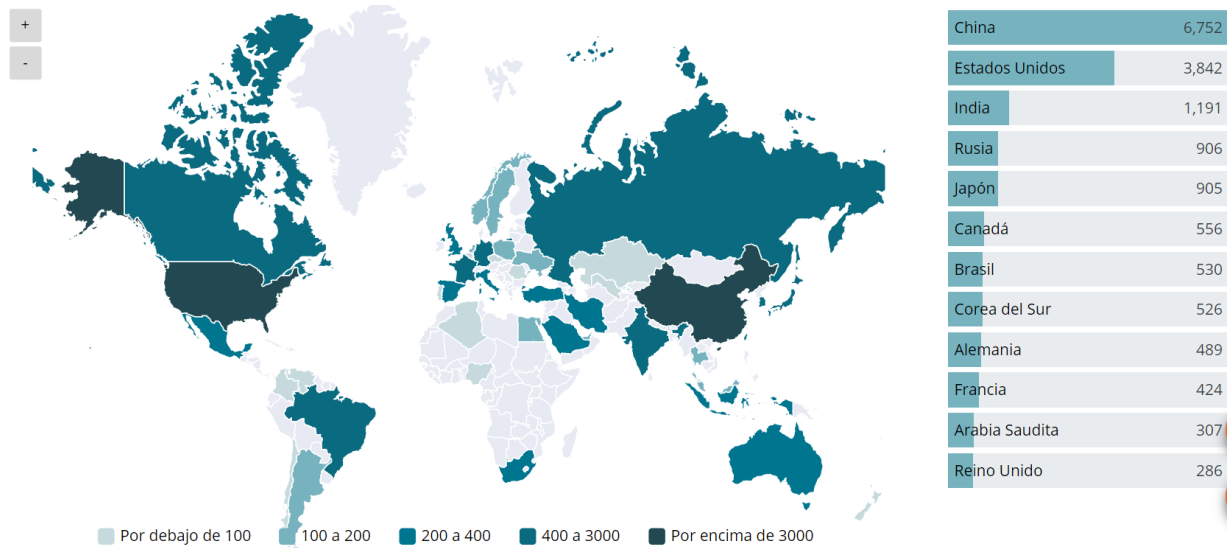 +
-
China 6,752
Estados Unidos 3,842
India 1,191
Rusia 906
Japón 905
Canadá 556
Brasil 530
Corea del Sur 526
Alemania 489
Francia 424
Arabia Saudita 307
Reino Unido 286
Por debajo de 100 100 a 200 200 a 400 400 a 3000 Por encima de 3000